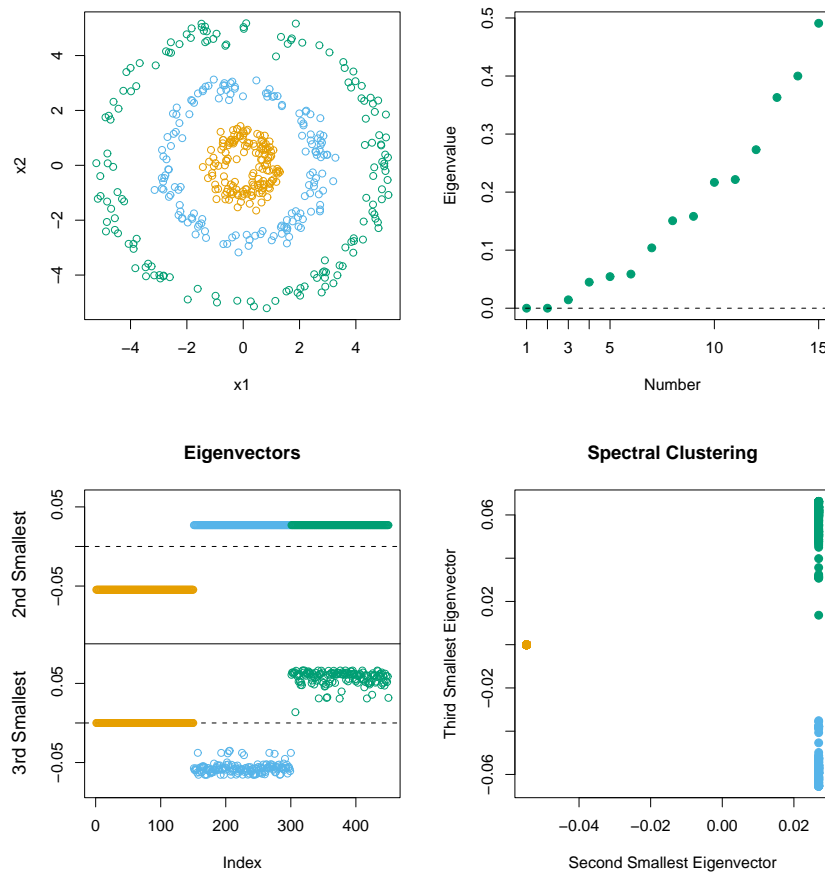 x2
4
2
0
−2
−4
−4 −2 0 2 4
x1
Eigenvalue
0.5
0.4
0.3
0.2
0.1
0.0
1 3 5 10 15
Number
Eigenvectors
2nd Smallest
0.05
−0.05
3rd Smallest
0.05
−0.05
0 100 200 300 400
Index
Spectral Clustering
Third Smallest Eigenvector
0.06
0.02
−0.02
−0.06
−0.04 −0.02 0.00 0.02
Second Smallest Eigenvector